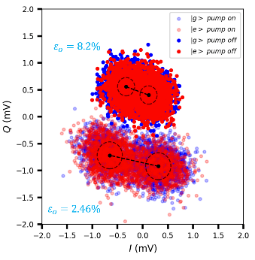 2.0
1.5
1.0
0.5
0.0
−0.5
−1.0
−1.5
−2.0
Q (mV)
ε_D = 8.2%
|g> pump on
|e> pump on
|g> pump off
|e> pump off
ε_D = 2.46%
−2.0 −1.5 −1.0 −0.5 0.0 0.5 1.0 1.5 2.0
I (mV)